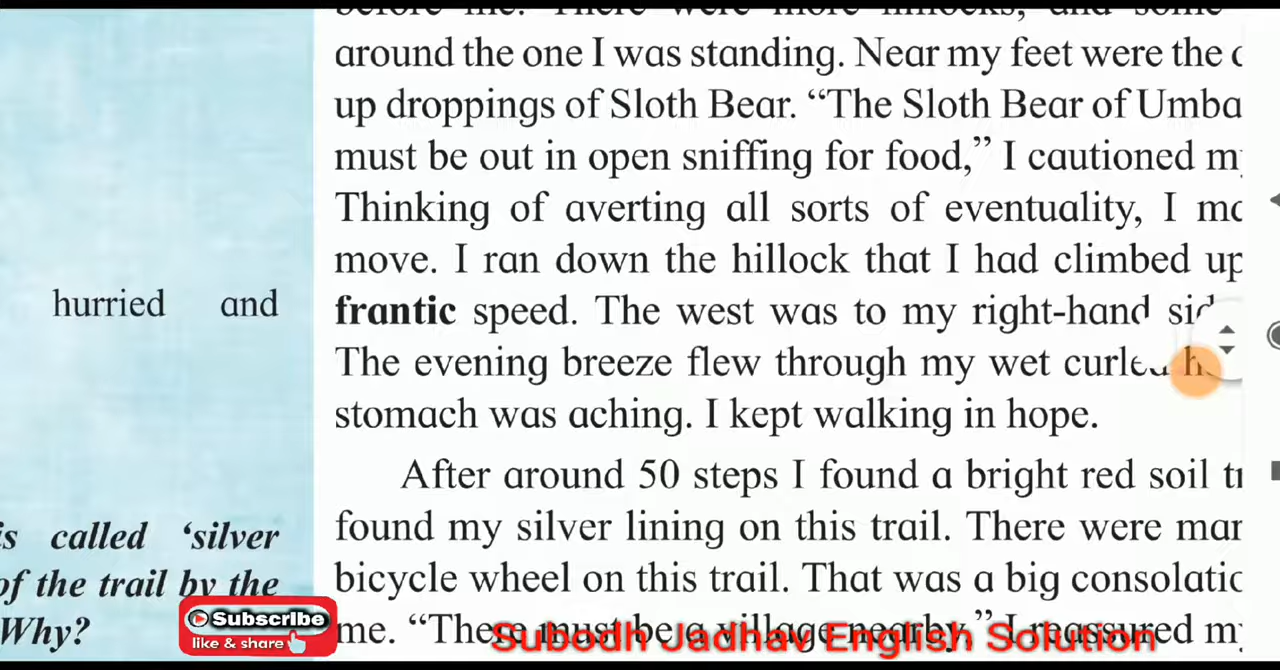 before me. There were more hillocks, and some
around the one I was standing. Near my feet were the
up droppings of Sloth Bear. “The Sloth Bear of Umba
must be out in open sniffing for food,” I cautioned
Thinking of averting all sorts of eventuality, I
move. I ran down the hillock that I had climbed up
frantic speed. The west was to my right-hand
The evening breeze flew through my wet
stomach was aching. I kept walking in hope.
After around 50 steps I found a bright red soil
found my silver lining on this trail. There were
bicycle wheel on this trail. That was a big
me. “There must be a village nearby,” I reassured
hurried and
is called ‘silver
of the trail by the
Why?
Subscribe
like & share
Subodh Jadhav English Solution